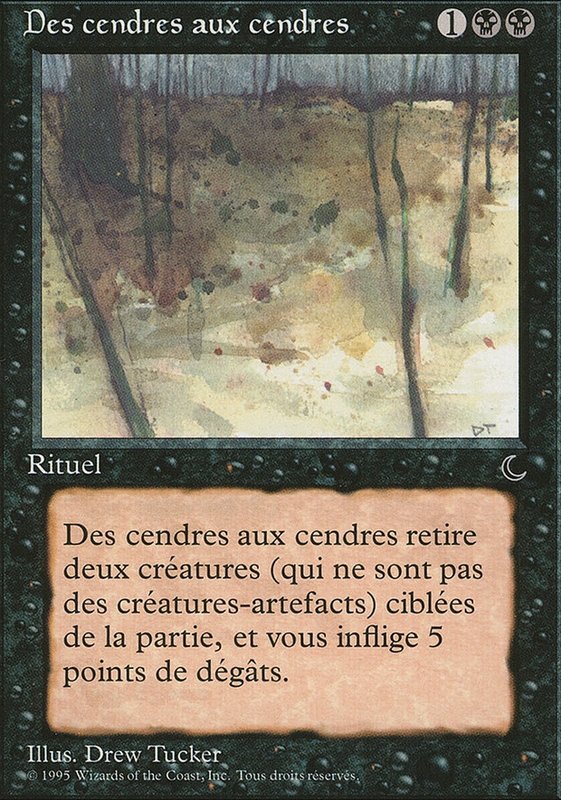 Des cendres aux cendres
1
Rituel
Des cendres aux cendres retire
deux créatures (qui ne sont pas
des créatures-artefacts) ciblées
de la partie, et vous inflige 5
points de dégâts.
DT
Illus. Drew Tucker
© 1995 Wizards of the Coast, Inc. Tous droits réservés.